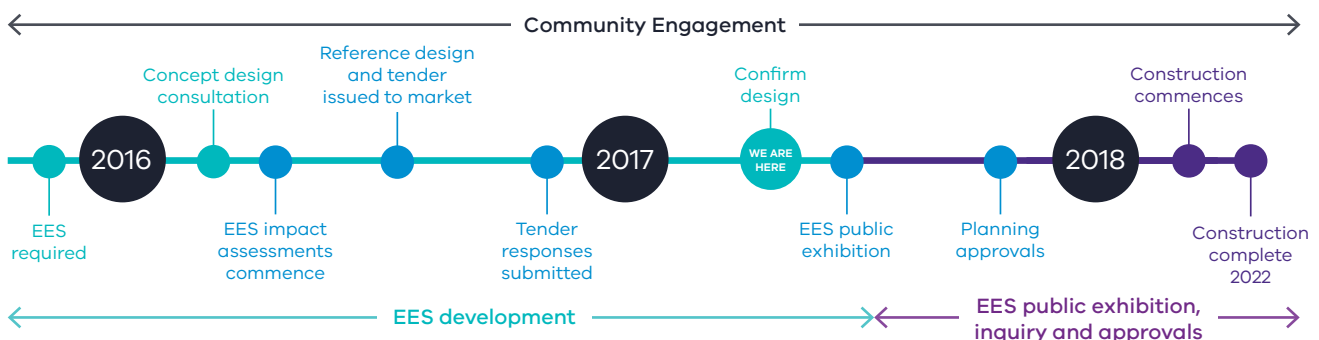 Community Engagement
Concept design
consultation
Reference design
and tender
issued to market
Confirm
design
Construction
commences
2016
2017
WE ARE
HERE
2018
EES
required
EES impact
assessments
commence
Tender
responses
submitted
EES public
exhibition
Planning
approvals
Construction
complete
2022
EES development
EES public exhibition,
inquiry and approvals